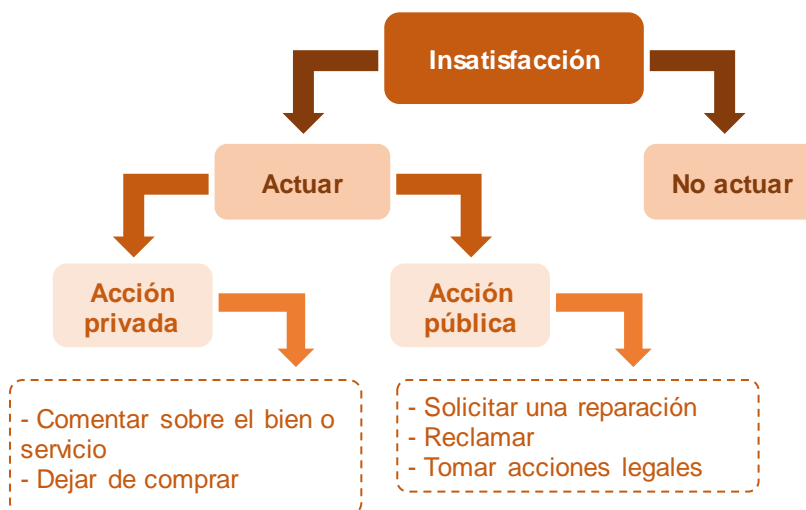 Insatisfacción
Actuar
No actuar
Acción
privada
Acción
pública
- Comentar sobre el bien o
servicio
- Dejar de comprar
- Solicitar una reparación
- Reclamar
- Tomar acciones legales